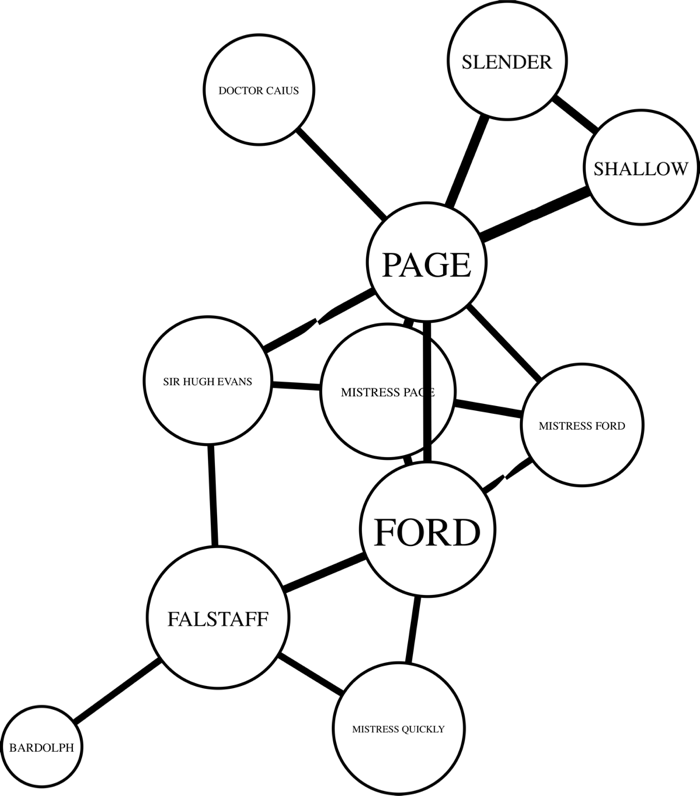 SLENDER
DOCTOR CAIUS
SHALLOW
PAGE
SIR HUGH EVANS
MISTRESS PAGE
MISTRESS FORD
FORD
FALSTAFF
MISTRESS QUICKLY
BARDOLPH